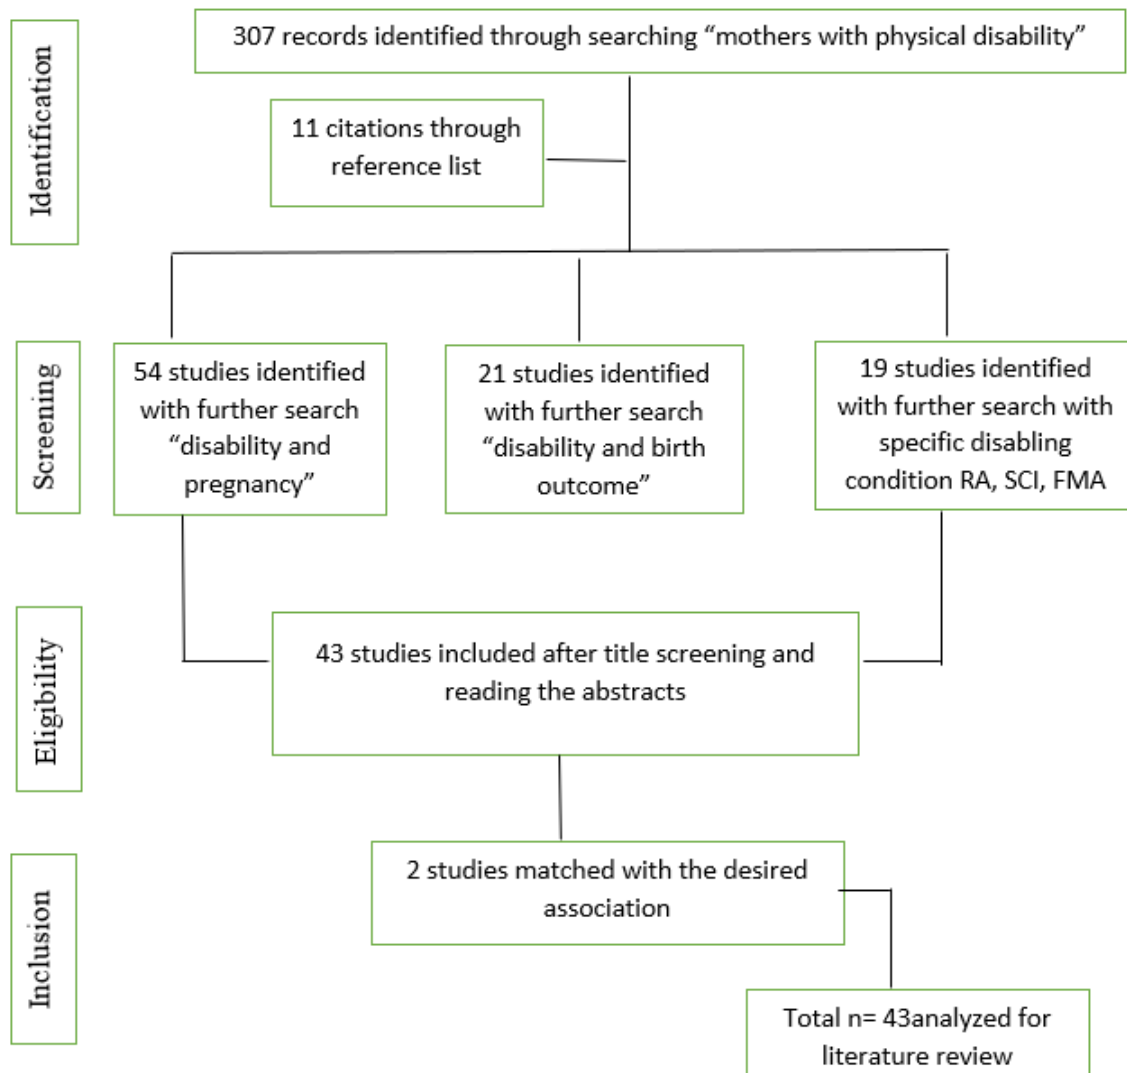 Identification
307 records identified through searching “mothers with physical disability”
11 citations through
reference list
Screening
54 studies identified
with further search
“disability and
pregnancy”
21 studies identified
with further search
“disability and birth
outcome”
19 studies identified
with further search with
specific disabling
condition RA, SCI, FMA
Eligibility
43 studies included after title screening and
reading the abstracts
Inclusion
2 studies matched with the desired
association
Total n= 43analyzed for
literature review